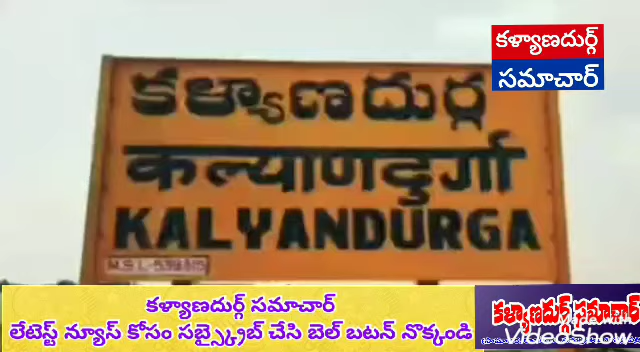 కళ్యాణదుర్గ్
సమాచార్
కళ్యాణదుర్గ
कल्याणदुर्गा
KALYANDURGA
కళ్యాణదుర్గ్ సమాచార్
లేటెస్ట్ న్యూస్ కోసం సబ్స్క్రైబ్ చేసి బెల్ బటన్ నొక్కండి
కళ్యాణదుర్గ్ సమాచార్
VideoShow